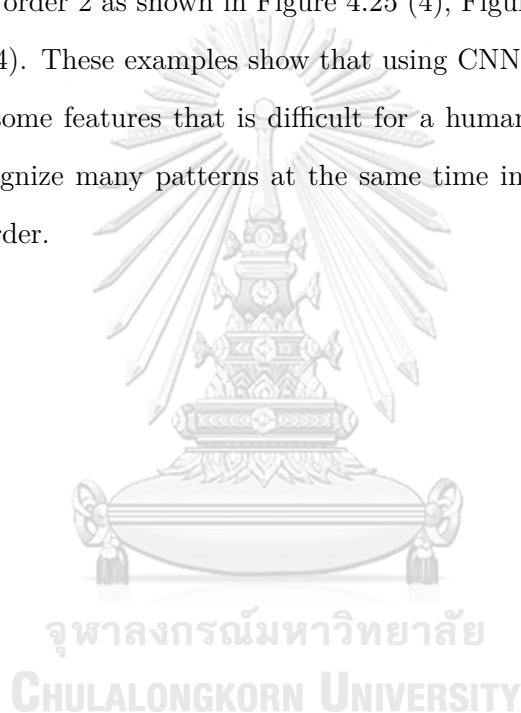 order 2 as shown in Figure 4.25 (4), Figu
4). These examples show that using CNN
some features that is difficult for a human
gnize many patterns at the same time in
rder.
จุฬาลงกรณ์มหาวิทยาลัย
CHULALONGKORN UNIVERSITY